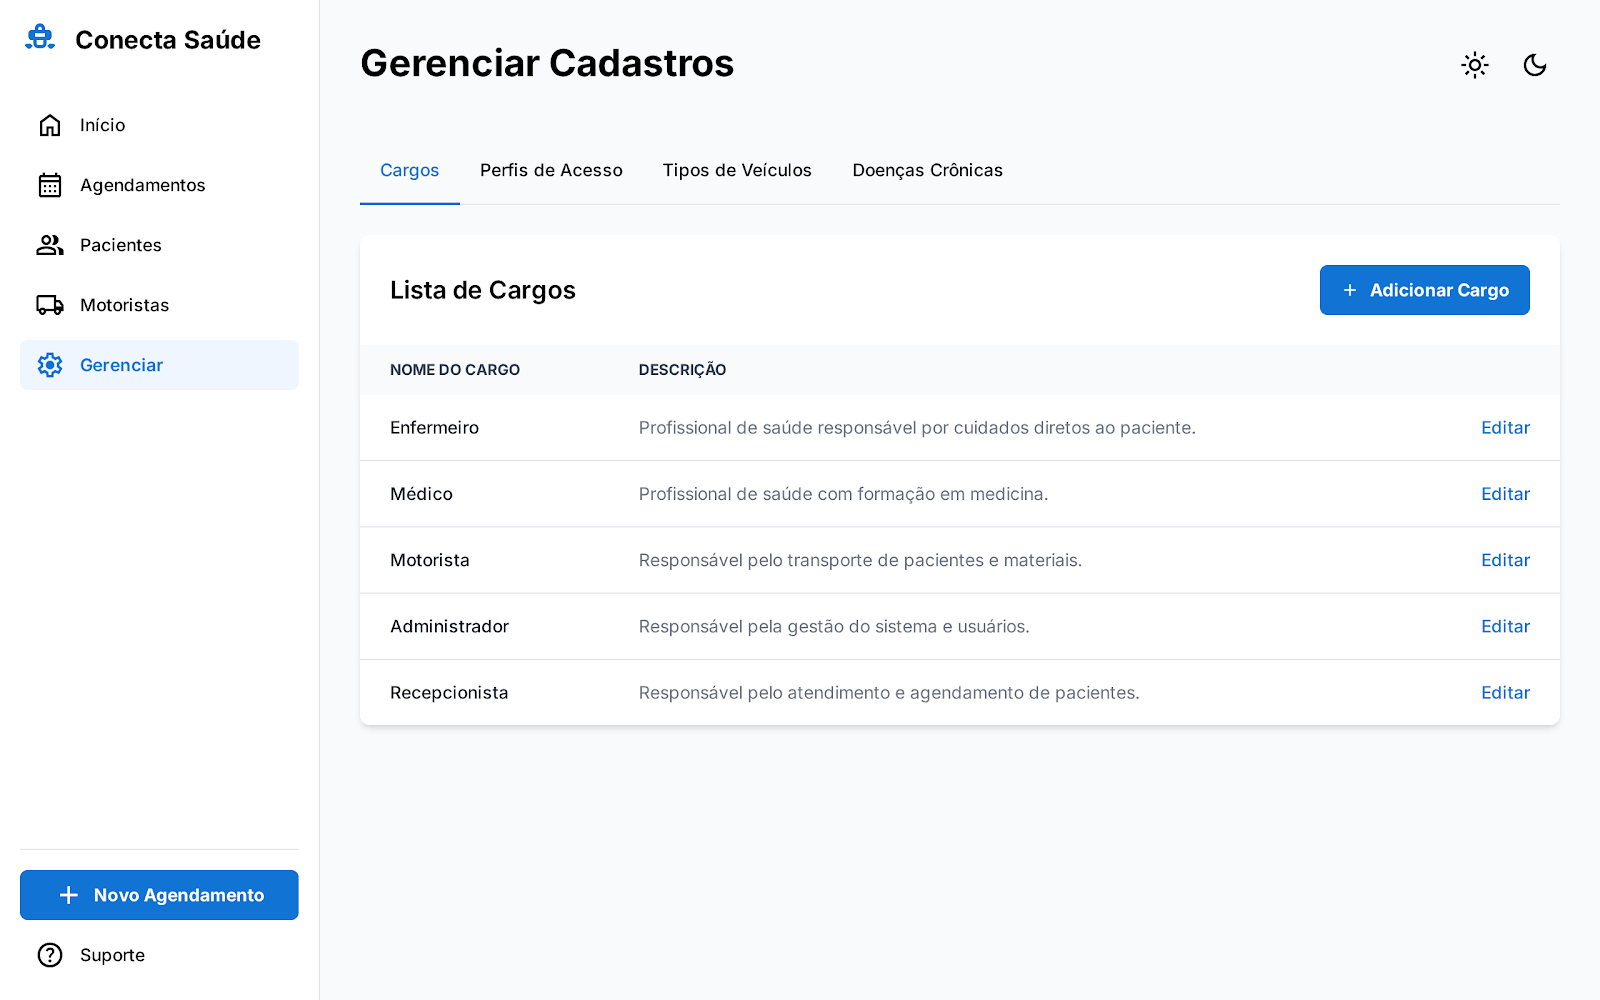 Conecta Saúde
Início
Agendamentos
Pacientes
Motoristas
Gerenciar
Novo Agendamento
Suporte
Gerenciar Cadastros
Cargos Perfis de Acesso Tipos de Veículos Doenças Crônicas
Lista de Cargos
Adicionar Cargo
NOME DO CARGO DESCRIÇÃO
Enfermeiro Profissional de saúde responsável por cuidados diretos ao paciente. Editar
Médico Profissional de saúde com formação em medicina. Editar
Motorista Responsável pelo transporte de pacientes e materiais. Editar
Administrador Responsável pela gestão do sistema e usuários. Editar
Recepcionista Responsável pelo atendimento e agendamento de pacientes. Editar